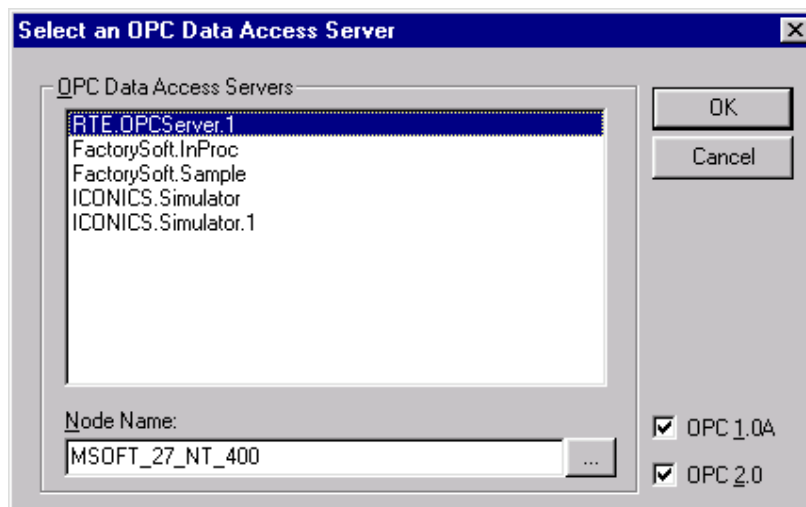 Select an OPC Data Access Server
OPC Data Access Servers
RTE.OPCServer.1
FactorySoft.InProc
FactorySoft.Sample
ICONICS.Simulator
ICONICS.Simulator.1
OK
Cancel
Node Name:
MSOFT_27_NT_400
...
OPC 1.0A
OPC 2.0